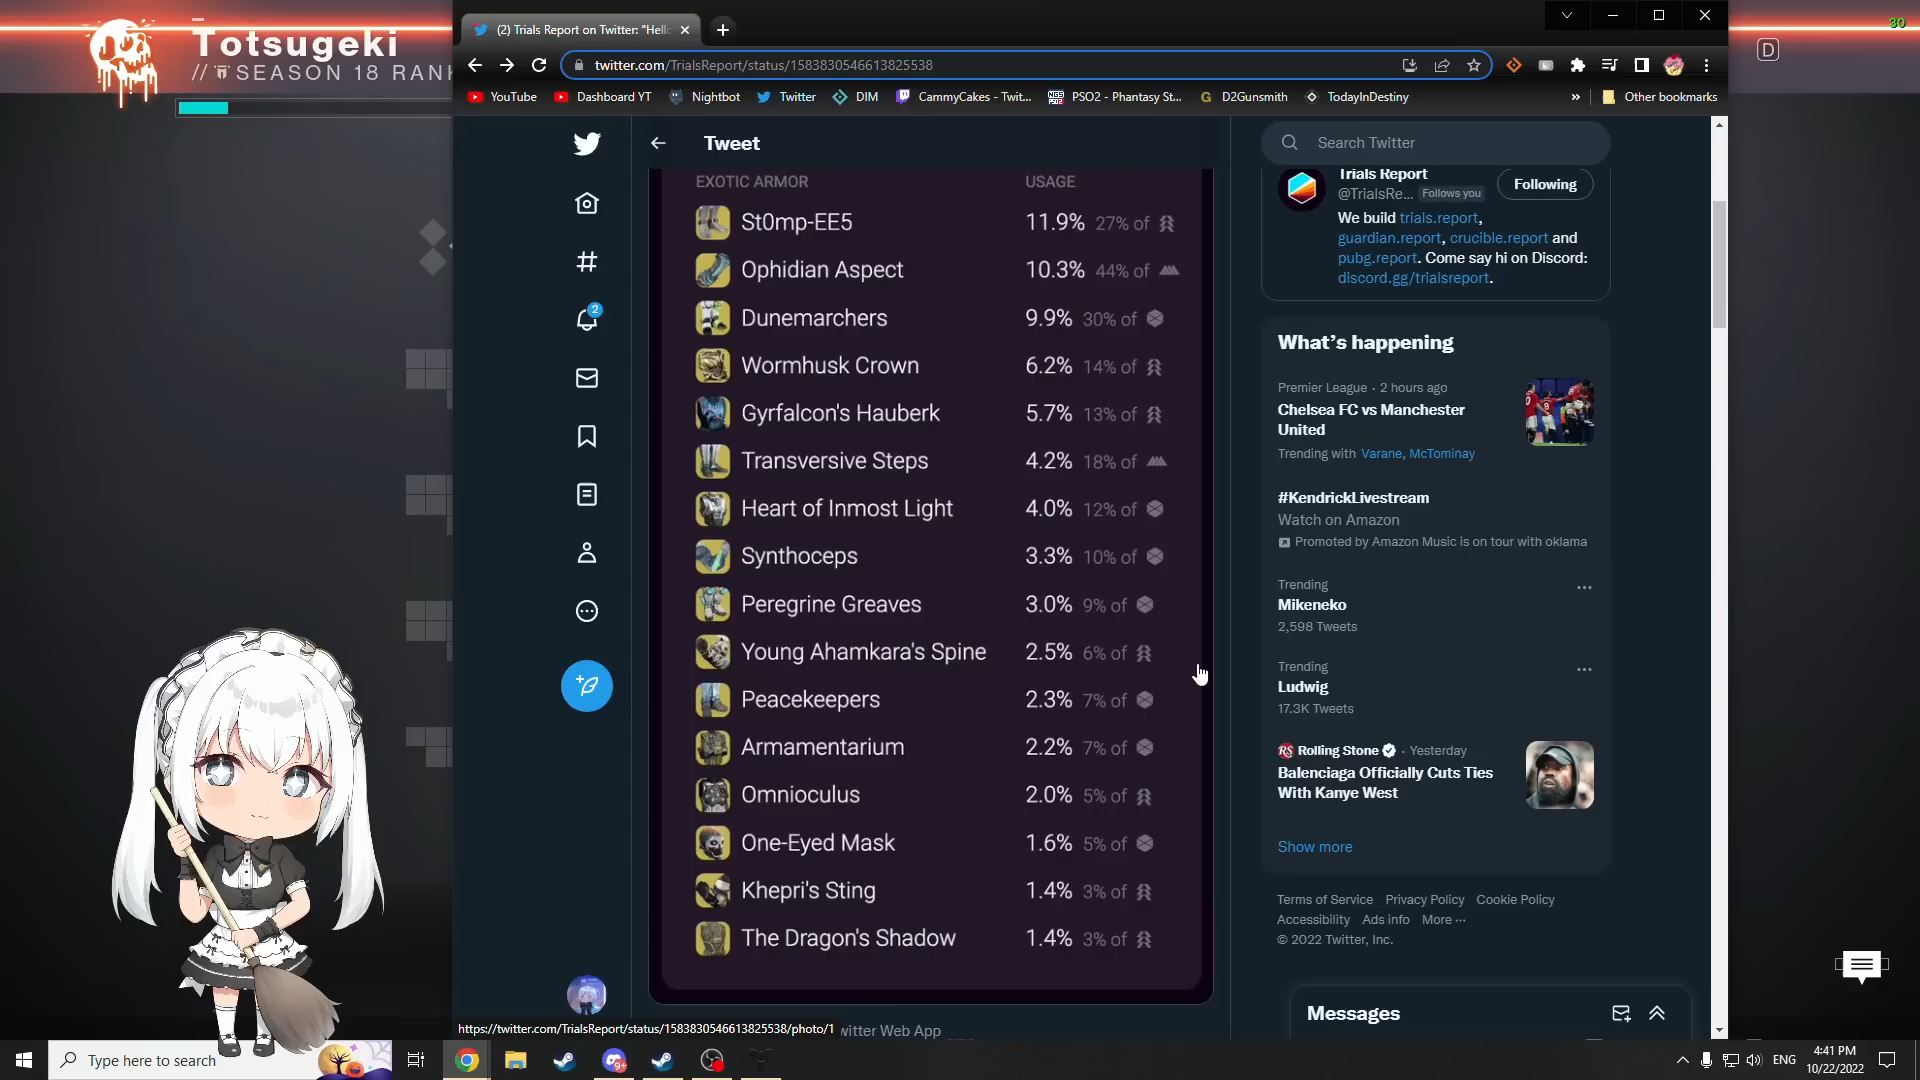 Totsugeki
// SEASON 18 RANK
(2) Trials Report on Twitter: "Hello
30
D
twitter.com/TrialsReport/status/1583830546613825538
YouTube
Dashboard YT
Nightbot
Twitter
DIM
CammyCakes - Twit...
PSO2 - Phantasy St...
D2Gunsmith
TodayInDestiny
»
Other bookmarks
Tweet
Search Twitter
EXOTIC ARMOR USAGE
St0mp-EE5 11.9% 27% of
Ophidian Aspect 10.3% 44% of
Dunemarchers 9.9% 30% of
Wormhusk Crown 6.2% 14% of
Gyrfalcon's Hauberk 5.7% 13% of
Transversive Steps 4.2% 18% of
Heart of Inmost Light 4.0% 12% of
Synthoceps 3.3% 10% of
Peregrine Greaves 3.0% 9% of
Young Ahamkara's Spine 2.5% 6% of
Peacekeepers 2.3% 7% of
Armamentarium 2.2% 7% of
Omnioculus 2.0% 5% of
One-Eyed Mask 1.6% 5% of
Khepri's Sting 1.4% 3% of
The Dragon's Shadow 1.4% 3% of
2
Trials Report
@TrialsRe... Follows you
Following
We build trials.report,
guardian.report, crucible.report and
pubg.report. Come say hi on Discord:
discord.gg/trialsreport.
What's happening
Premier League · 2 hours ago
Chelsea FC vs Manchester
United
Trending with Varane, McTominay
#KendrickLivestream
Watch on Amazon
Promoted by Amazon Music is on tour with oklama
Trending
Mikeneko
2,598 Tweets
Trending
Ludwig
17.3K Tweets
RS Rolling Stone · Yesterday
Balenciaga Officially Cuts Ties
With Kanye West
Show more
Terms of Service Privacy Policy Cookie Policy
Accessibility Ads info More ···
© 2022 Twitter, Inc.
Messages
https://twitter.com/TrialsReport/status/1583830546613825538/photo/1
witter Web App
Type here to search
9+
ENG
4:41 PM
10/22/2022